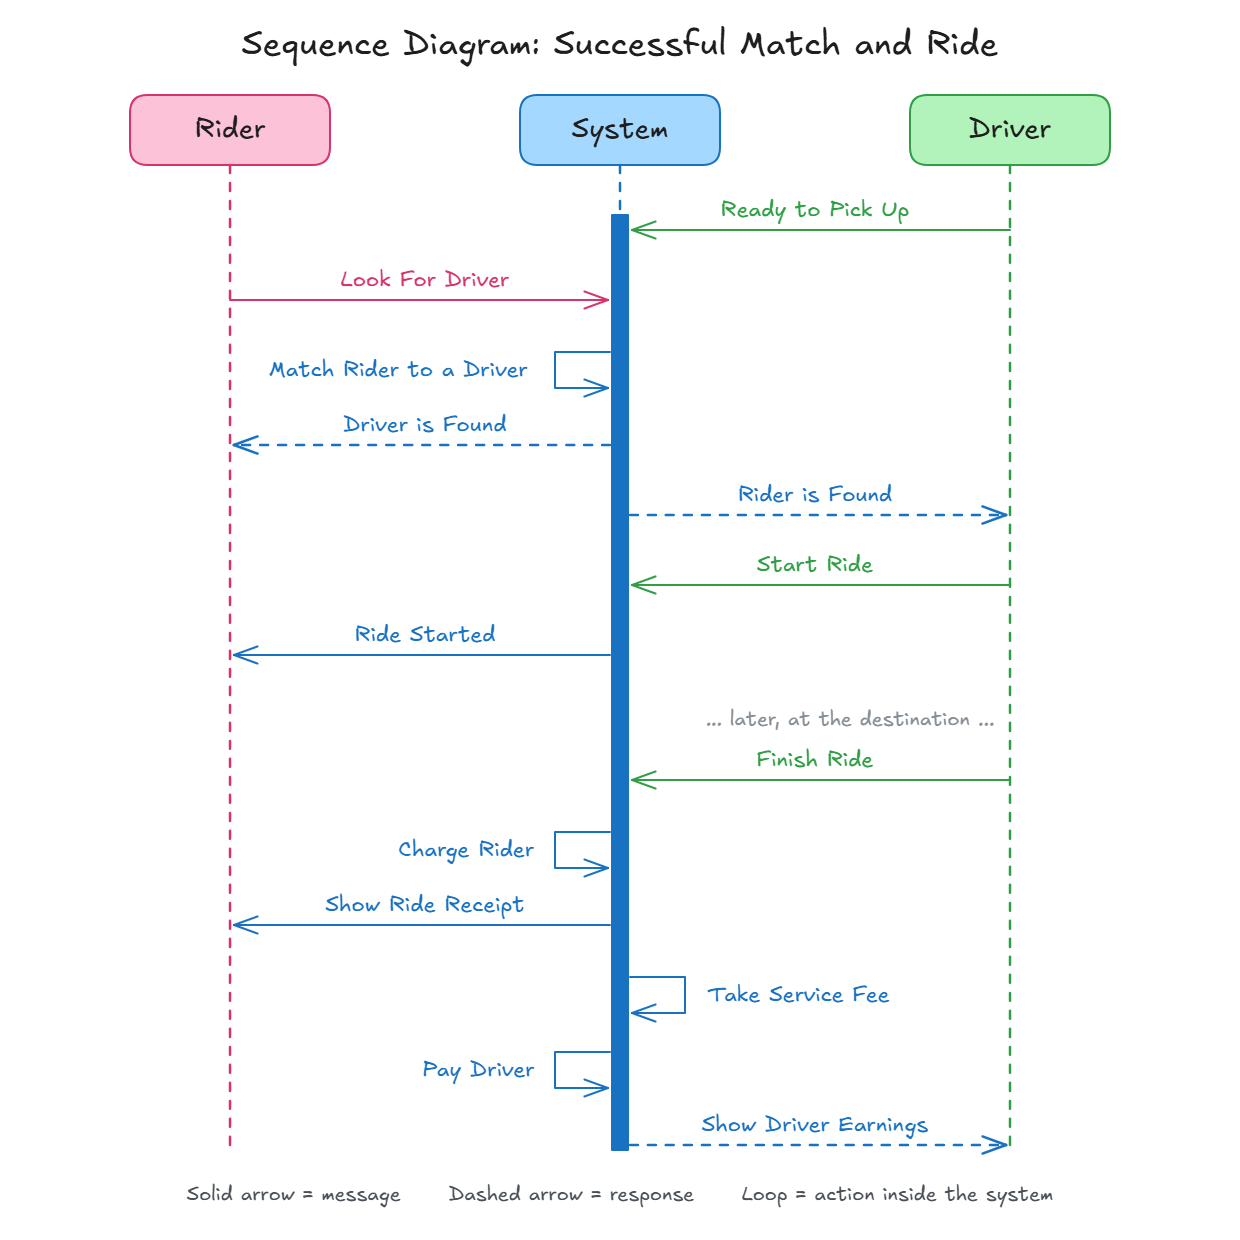 Sequence Diagram: Successful Match and Ride
Rider
System
Driver
Ready to Pick Up
Look For Driver
Match Rider to a Driver
Driver is Found
Rider is Found
Start Ride
Ride Started
... later, at the destination ...
Finish Ride
Charge Rider
Show Ride Receipt
Take Service Fee
Pay Driver
Show Driver Earnings
Solid arrow = message
Dashed arrow = response
Loop = action inside the system